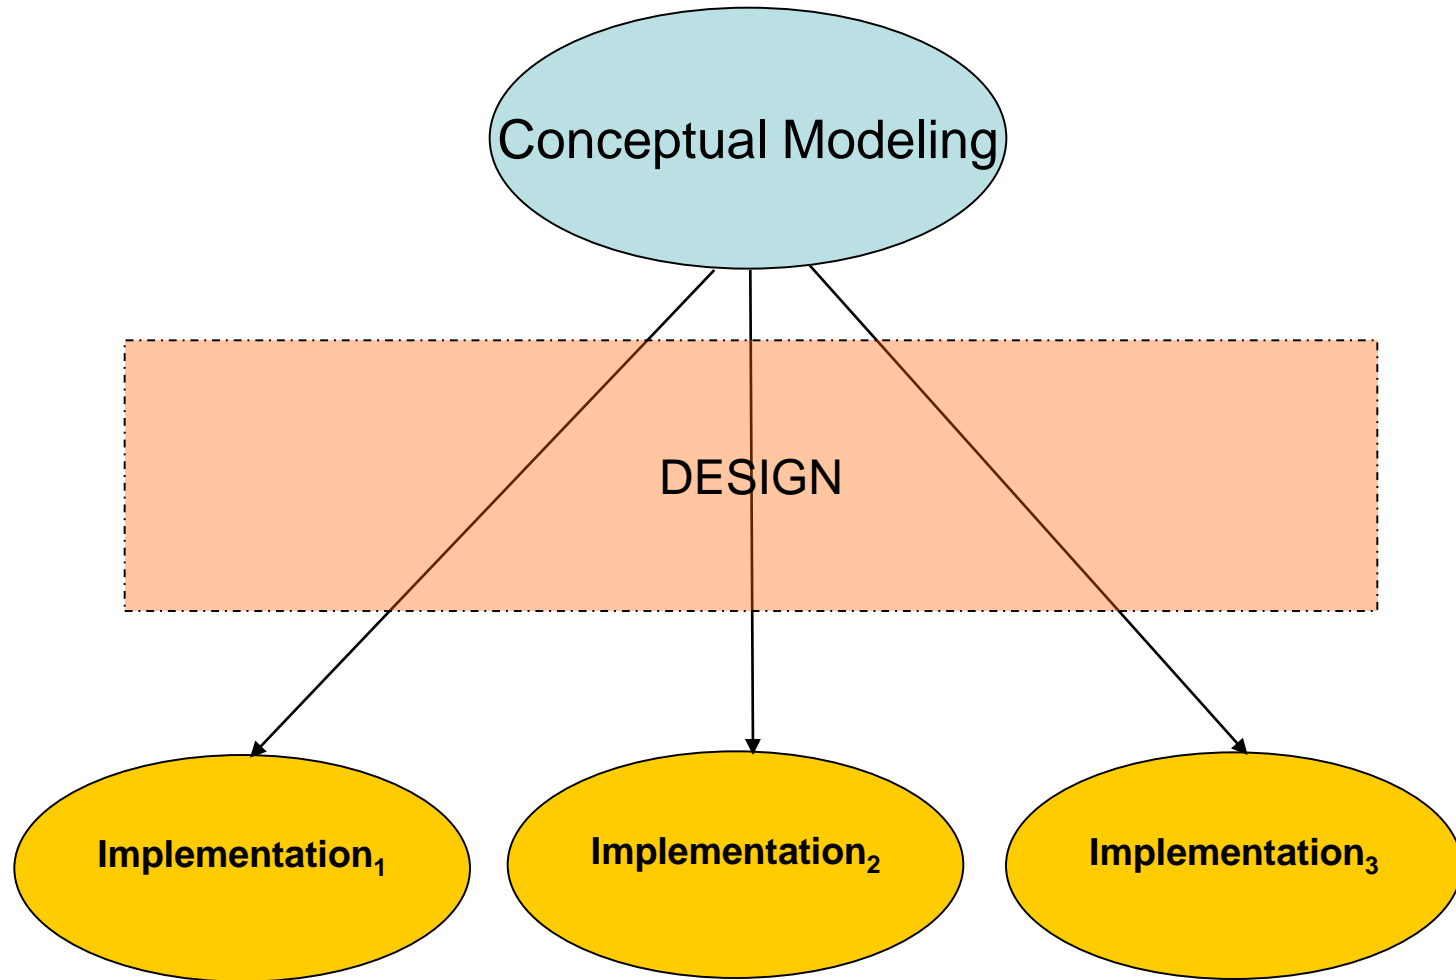 Conceptual Modeling
DESIGN
Implementation₁
Implementation₂
Implementation₃